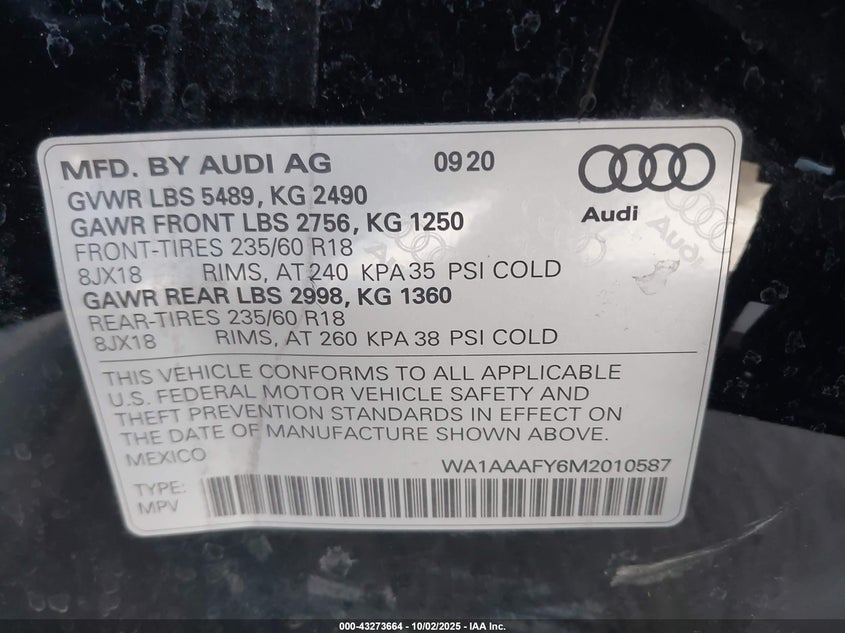 MFD. BY AUDI AG 09 20
Audi
GVWR LBS 5489, KG 2490
GAWR FRONT LBS 2756, KG 1250
FRONT-TIRES 235/60 R18
8JX18 RIMS, AT 240 KPA 35 PSI COLD
GAWR REAR LBS 2998, KG 1360
REAR-TIRES 235/60 R18
8JX18 RIMS, AT 260 KPA 38 PSI COLD
THIS VEHICLE CONFORMS TO ALL APPLICABLE
U.S. FEDERAL MOTOR VEHICLE SAFETY AND
THEFT PREVENTION STANDARDS IN EFFECT ON
THE DATE OF MANUFACTURE SHOWN ABOVE.
MEXICO
WA1AAAFY6M2010587
TYPE:
MPV
Audi
000-43273664 - 10/02/2025 - IAA Inc.